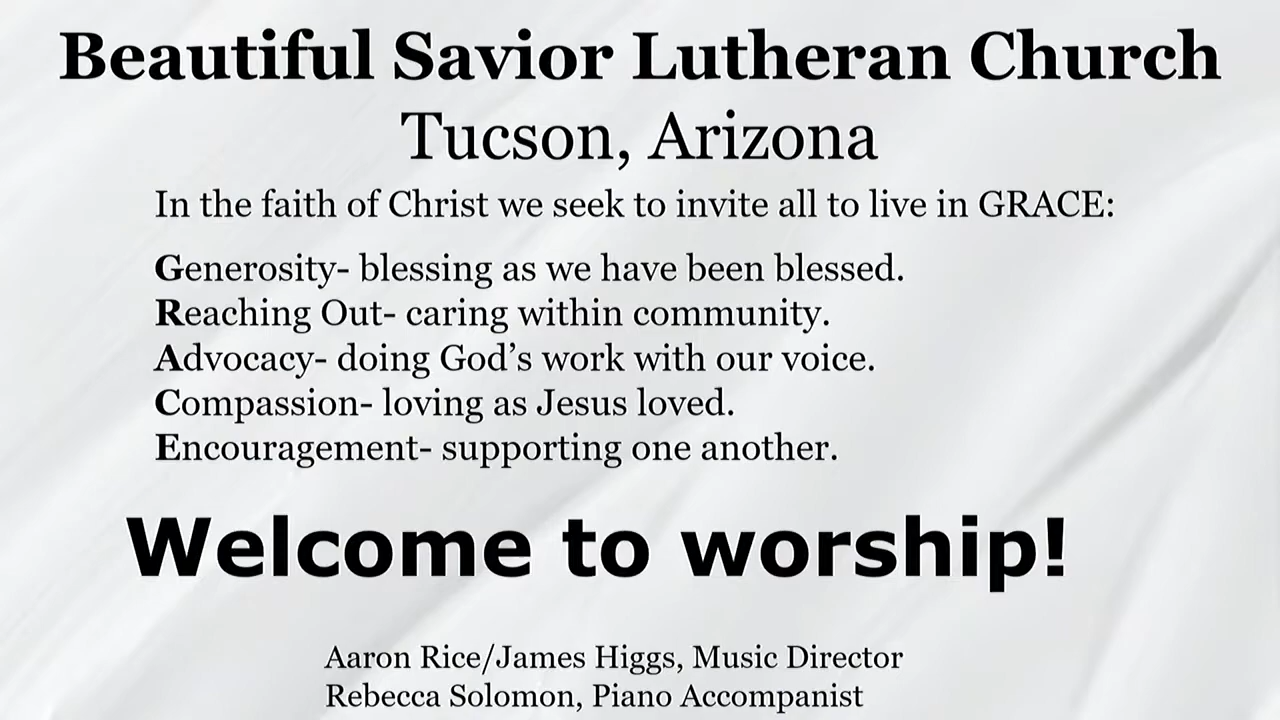 Beautiful Savior Lutheran Church
Tucson, Arizona
In the faith of Christ we seek to invite all to live in GRACE:
Generosity- blessing as we have been blessed.
Reaching Out- caring within community.
Advocacy- doing God’s work with our voice.
Compassion- loving as Jesus loved.
Encouragement- supporting one another.
Welcome to worship!
Aaron Rice/James Higgs, Music Director
Rebecca Solomon, Piano Accompanist